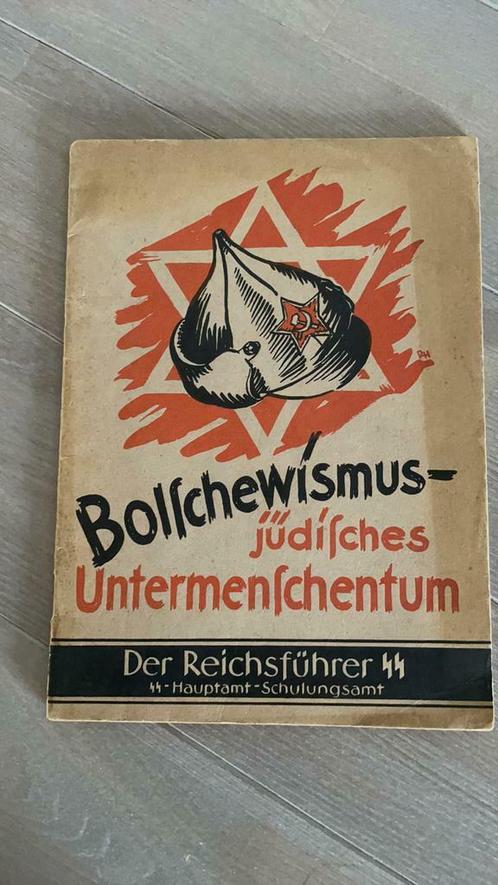 Bolſchewismus-
jüdiſches
Untermenſchentum
Der Reichsführer ᛋᛋ
ᛋᛋ-Hauptamt-Schulungsamt